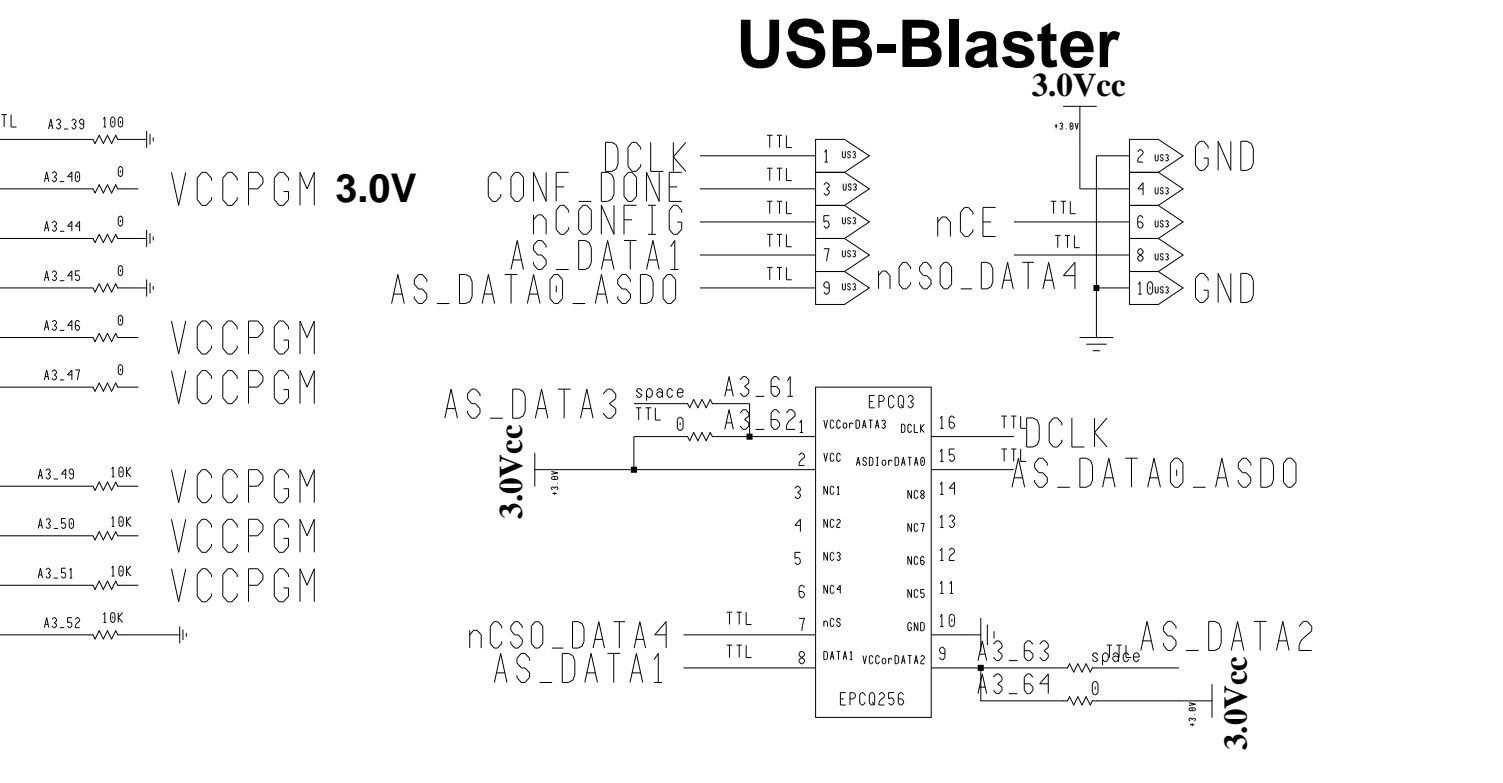 USB-Blaster
3.0Vcc
+3.0V
TL A3_39 100
A3_40 0 VCCPGM 3.0V
A3_44 0
A3_45 0
A3_46 0 VCCPGM
A3_47 0 VCCPGM
A3_49 10K VCCPGM
A3_50 10K VCCPGM
A3_51 10K VCCPGM
A3_52 10K
DCLK TTL 1 US3
CONF_DONE TTL 3 US3
nCONFIG TTL 5 US3
AS_DATA1 TTL 7 US3
AS_DATA0_ASDO TTL 9 US3
2 US3 GND
4 US3
nCE TTL 6 US3
nCSO_DATA4 TTL 8 US3
10 US3 GND
AS_DATA3 space TTL A3_61
0 A3_62
3.0Vcc
+3.0V
EPCQ3
1 VCCorDATA3 DCLK 16 TTL DCLK
2 VCC ASDIorDATA0 15 TTL AS_DATA0_ASDO
3 NC1 NC8 14
4 NC2 NC7 13
5 NC3 NC6 12
6 NC4 NC5 11
nCSO_DATA4 TTL 7 nCS GND 10
AS_DATA1 TTL 8 DATA1 VCCorDATA2 9
EPCQ256
A3_63 space TTL AS_DATA2
A3_64 0
+3.0V
3.0Vcc